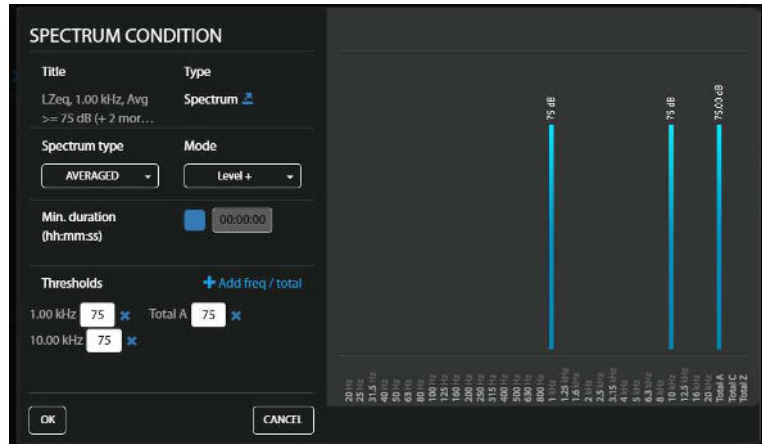 SPECTRUM CONDITION
Title
Type
LZeq, 1.00 kHz, Avg
>= 75 dB (+ 2 mor...
Spectrum
Spectrum type
Mode
AVERAGED
Level +
Min. duration
(hh:mm:ss)
00:00:00
Thresholds
Add freq / total
1.00 kHz 75 Total A 75
10.00 kHz 75
OK
CANCEL
75 dB
75 dB
75.00 dB
20 Hz
25 Hz
31.5 Hz
40 Hz
50 Hz
63 Hz
80 Hz
100 Hz
125 Hz
160 Hz
200 Hz
250 Hz
315 Hz
400 Hz
500 Hz
630 Hz
800 Hz
1 kHz
1.25 kHz
1.6 kHz
2 kHz
2.5 kHz
3.15 kHz
4 kHz
5 kHz
6.3 kHz
8 kHz
10 kHz
12.5 kHz
16 kHz
20 kHz
Total A
Total C
Total Z